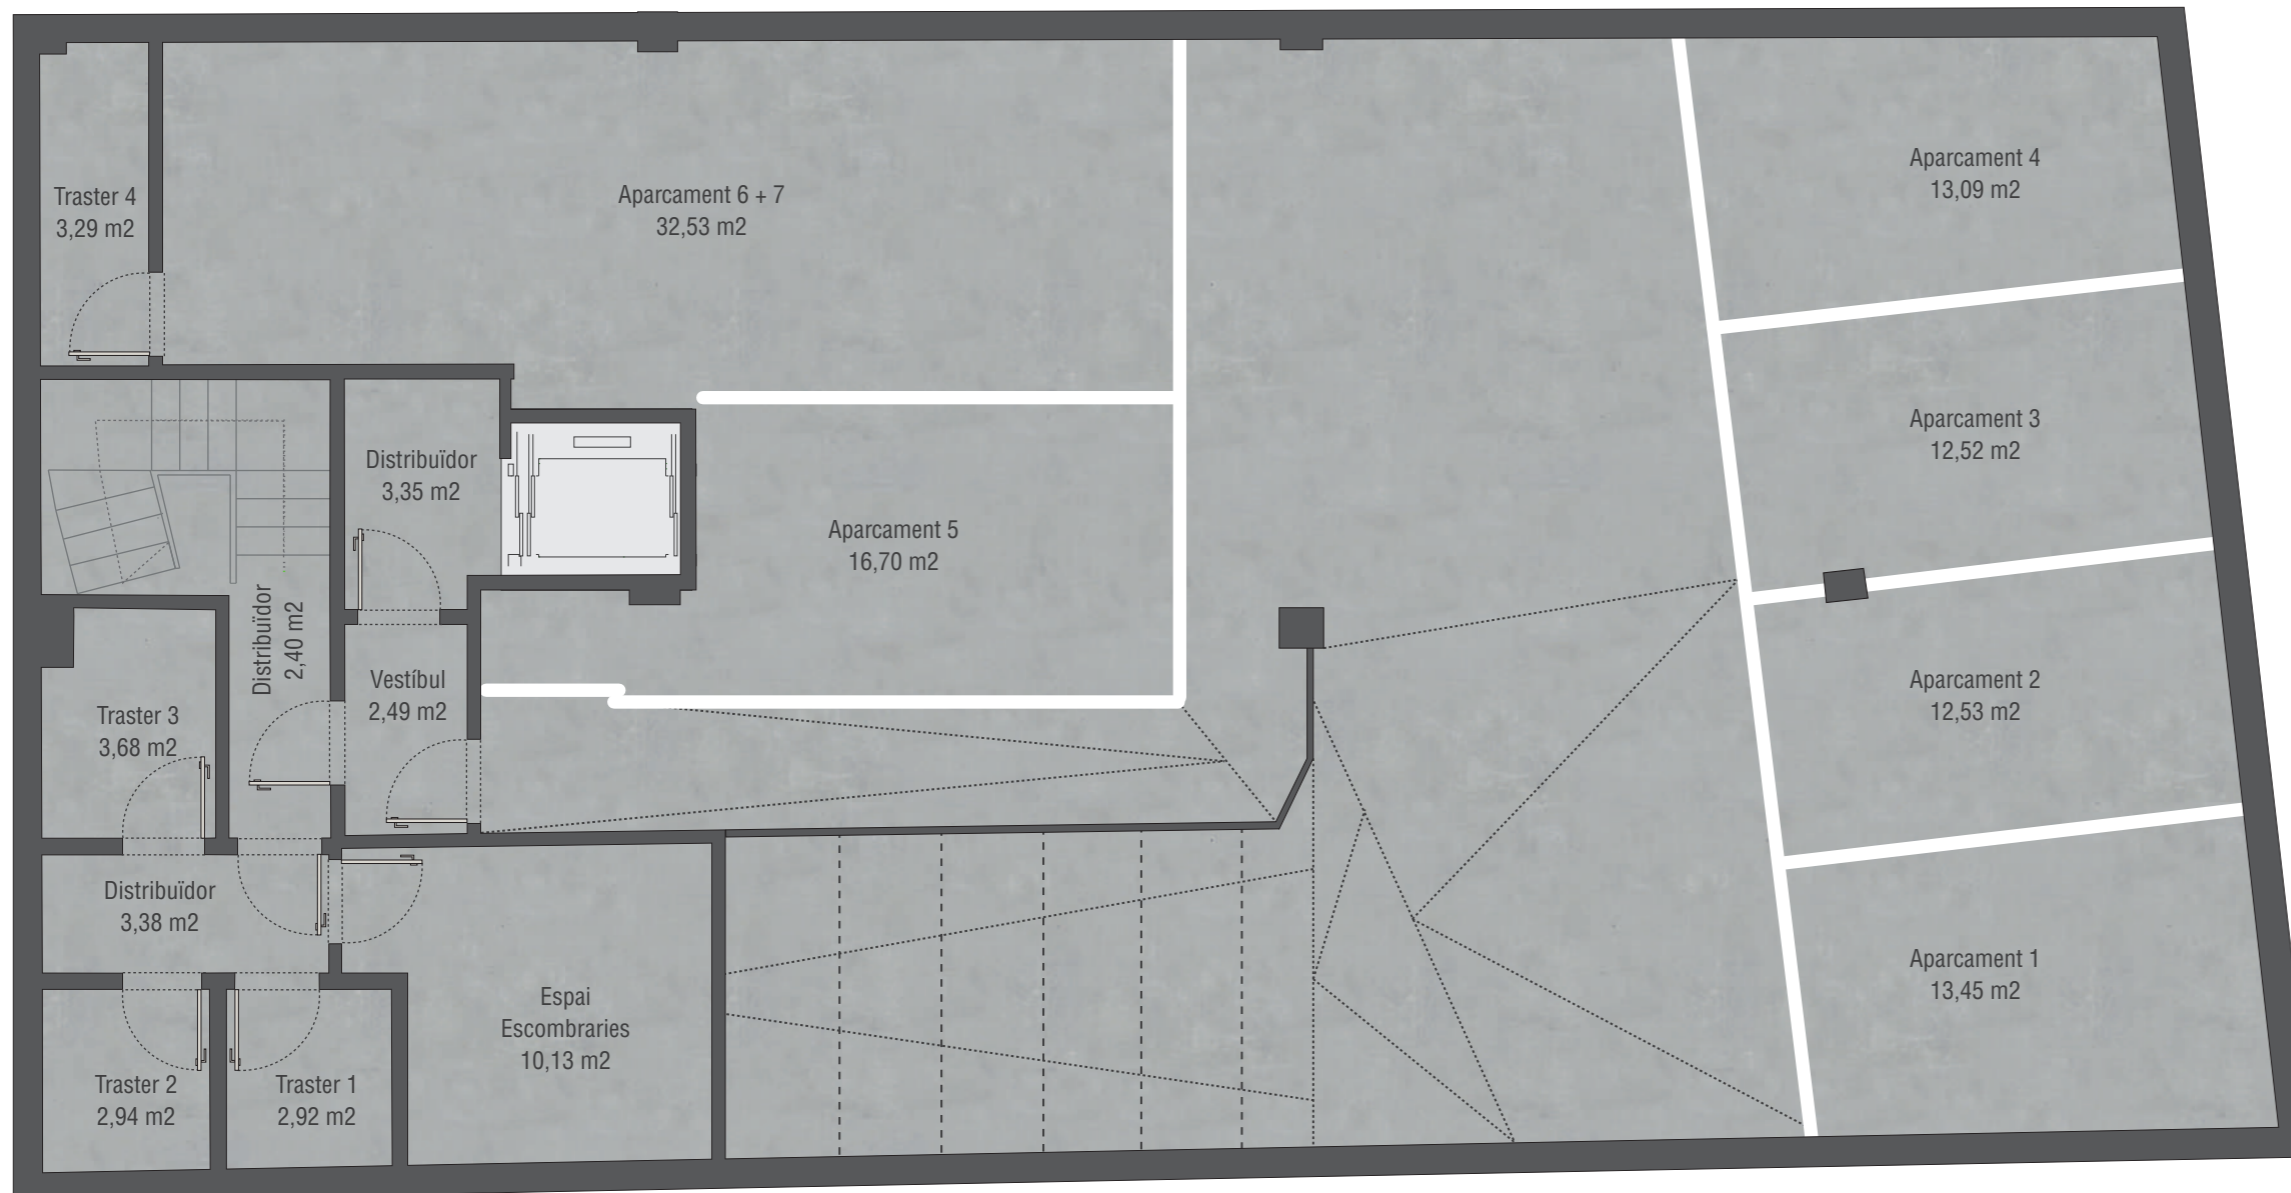 Traster 4
3,29 m2
Aparcament 6 + 7
32,53 m2
Aparcament 4
13,09 m2
Distribuïdor
3,35 m2
Aparcament 5
16,70 m2
Aparcament 3
12,52 m2
Distribuïdor
2,40 m2
Vestíbul
2,49 m2
Traster 3
3,68 m2
Aparcament 2
12,53 m2
Distribuïdor
3,38 m2
Espai
Escombraries
10,13 m2
Aparcament 1
13,45 m2
Traster 2
2,94 m2
Traster 1
2,92 m2